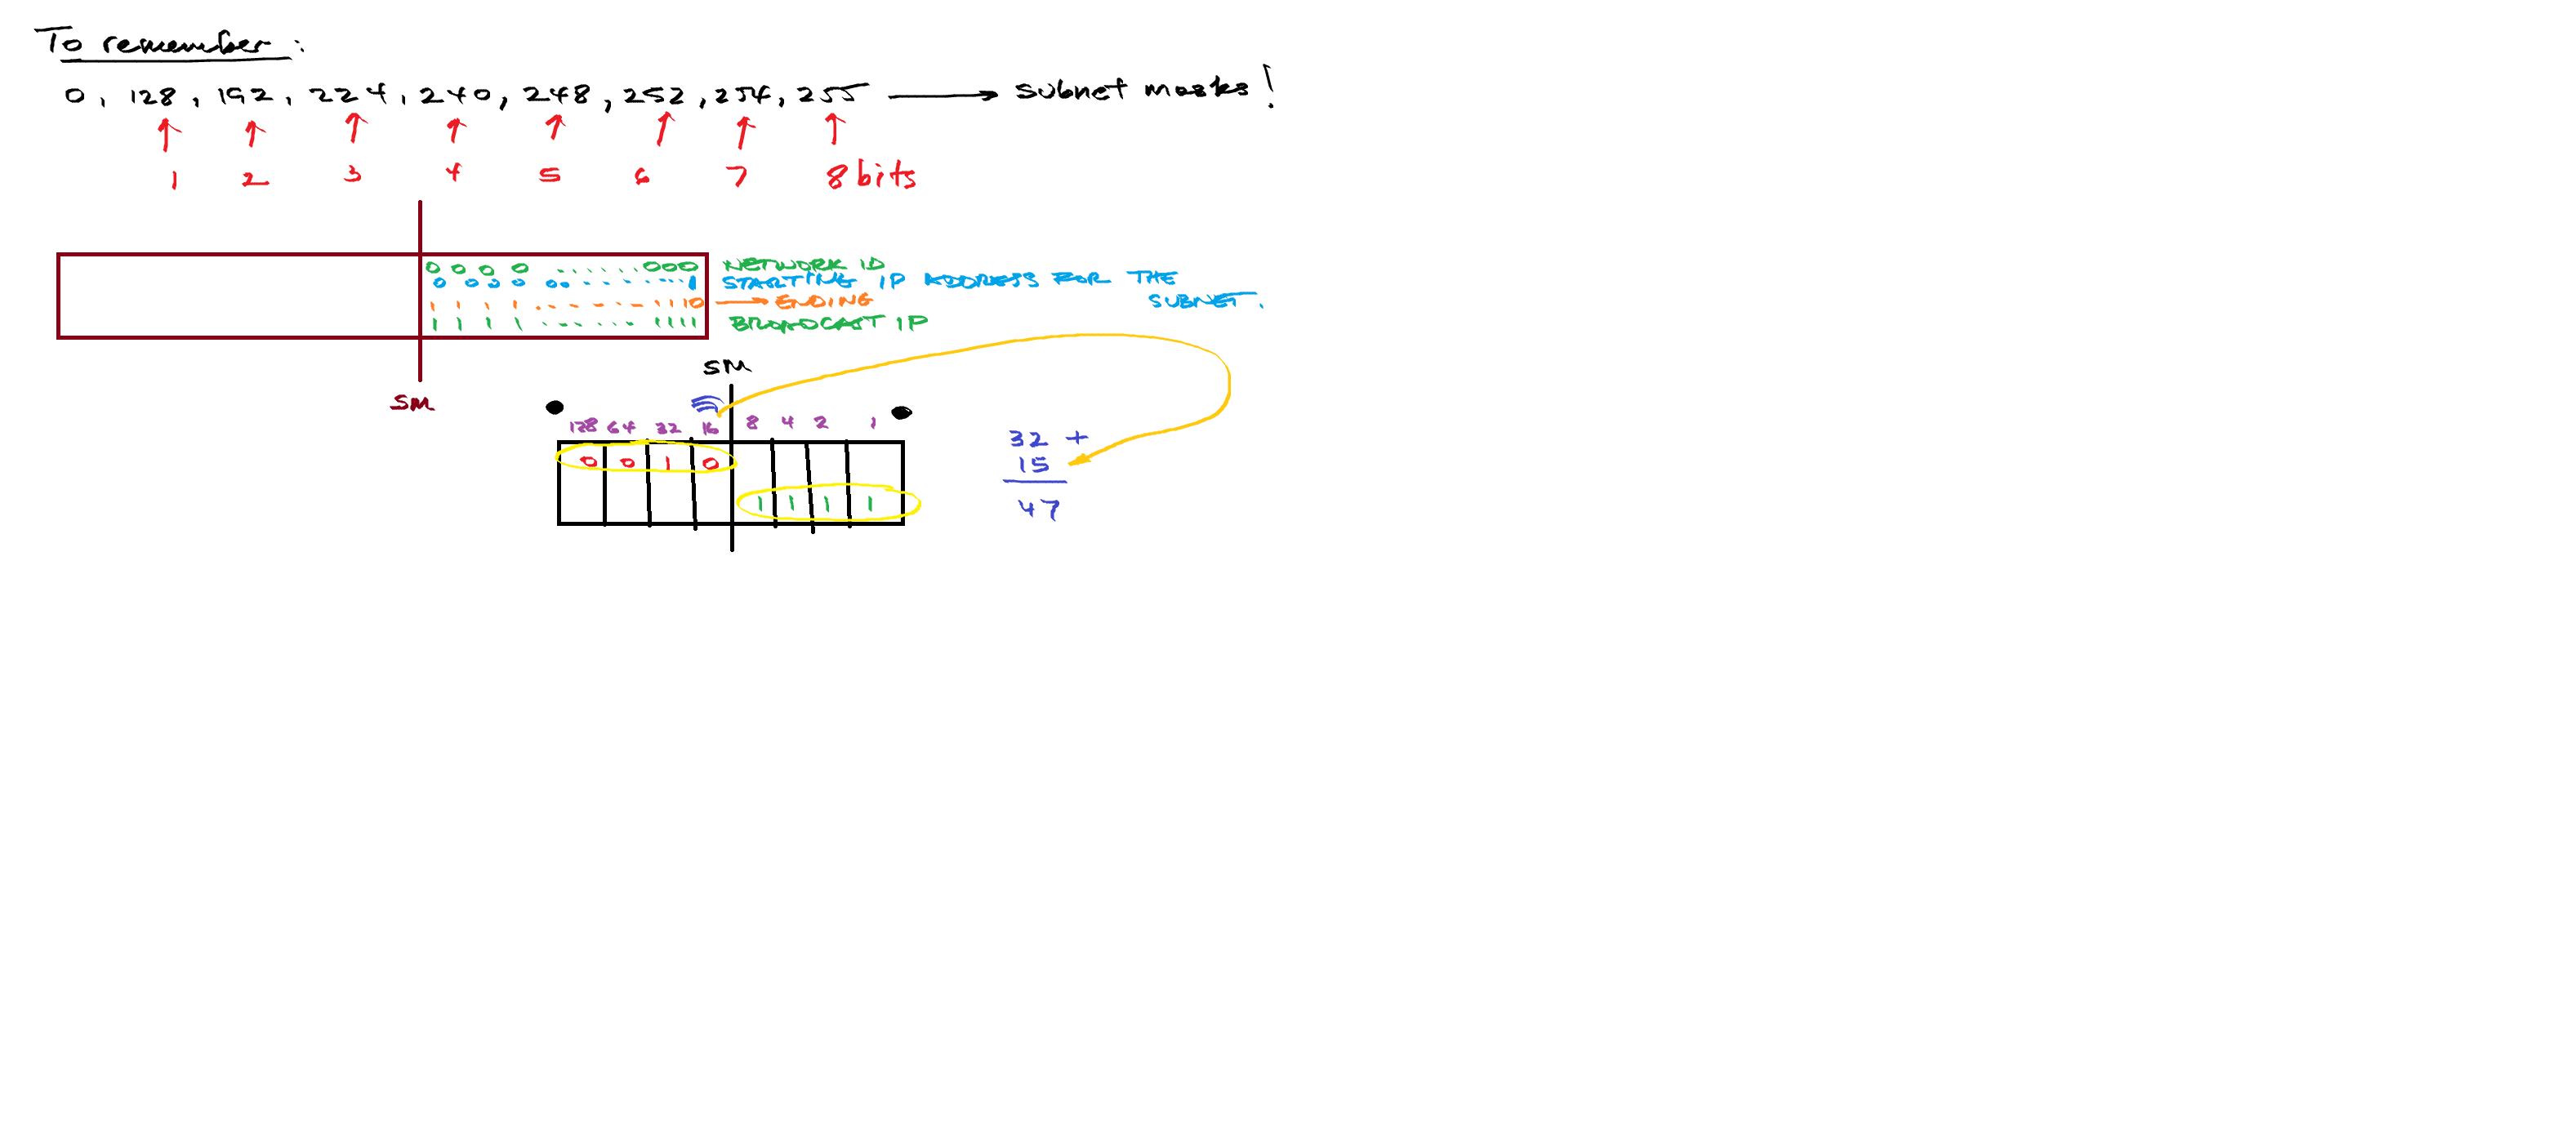 To remember:
0, 128, 192, 224, 240, 248, 252, 254, 255 → subnet masks!
1 2 3 4 5 6 7 8 bits
0 0 0 0 ........ 000 NETWORK ID
0 0 0 0 00 ........ 1 STARTING IP ADDRESS FOR THE
SUBNET.
1 1 1 1 ........ 1110 → ENDING
1 1 1 1 ........ 1111 BROADCAST IP
SM
SM
128 64 32 16 8 4 2 1
0 0 1 0
1 1 1 1
32 +
15
47